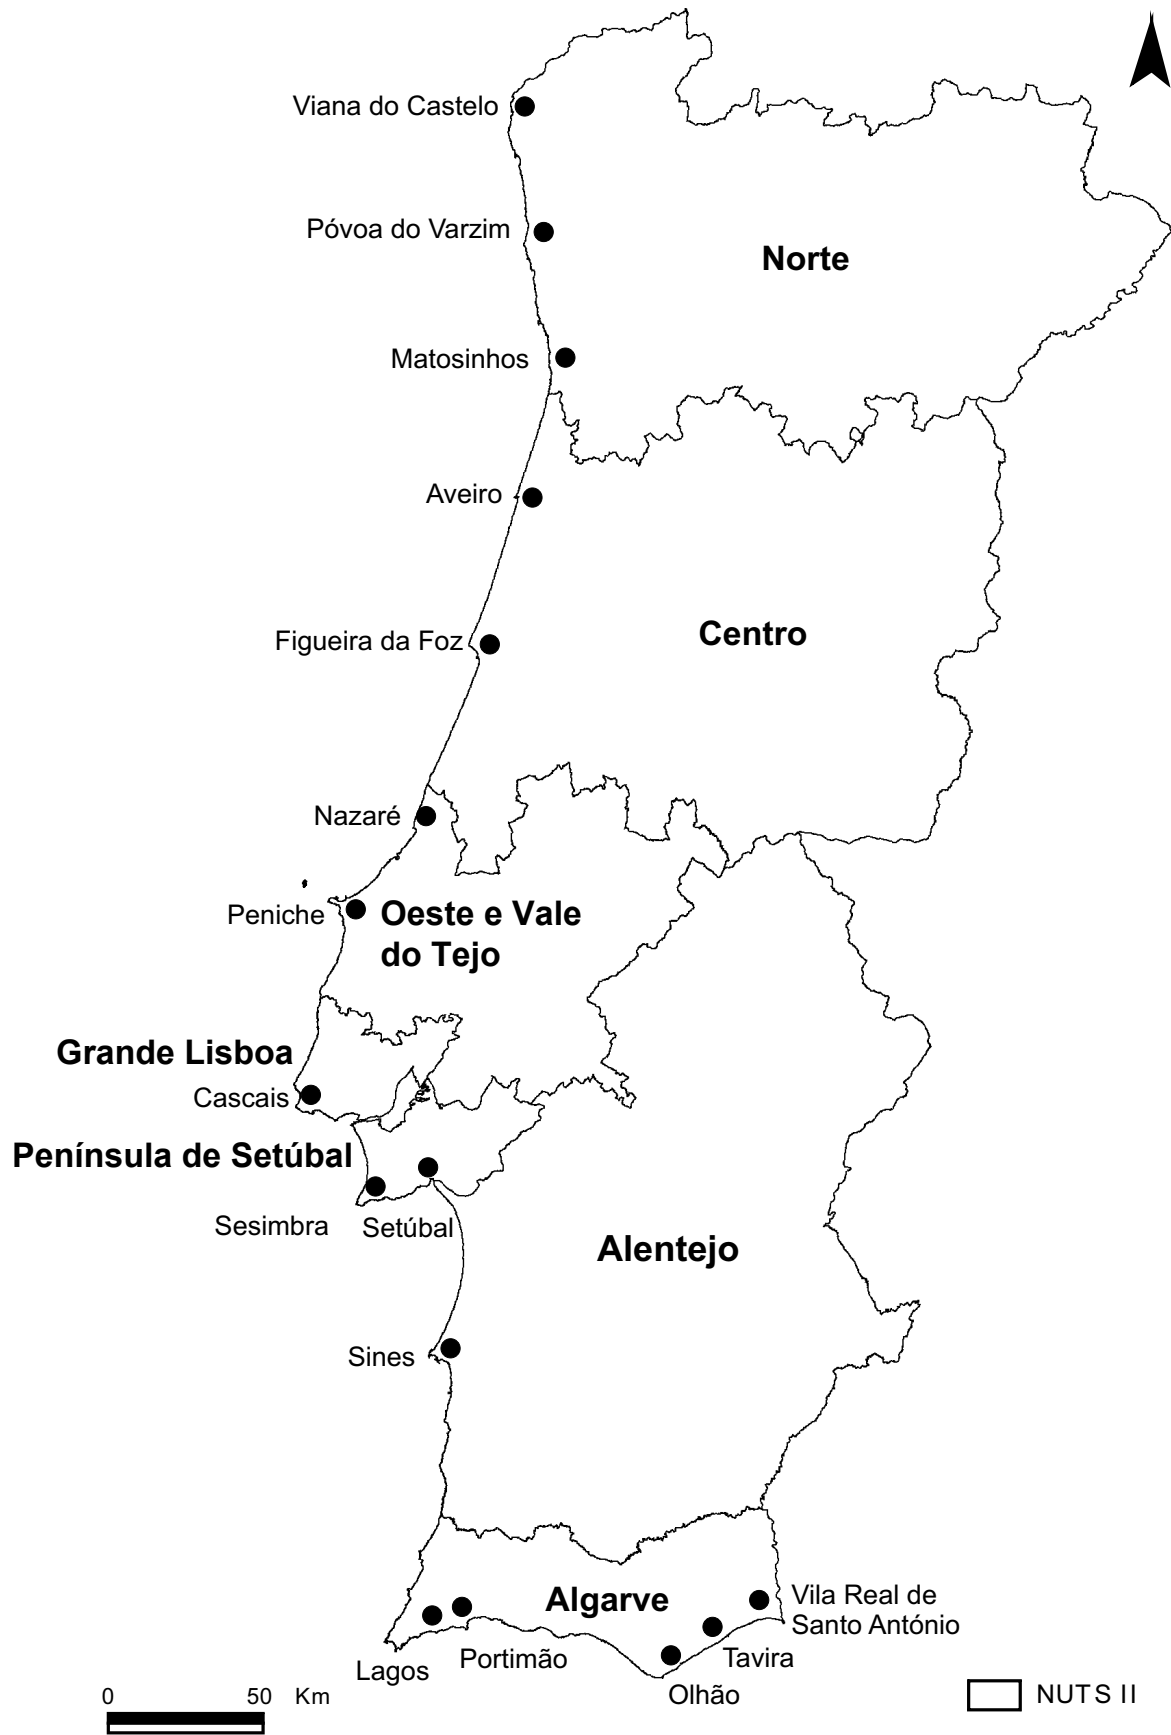 Viana do Castelo
Póvoa do Varzim
Norte
Matosinhos
Aveiro
Figueira da Foz
Centro
Nazaré
Peniche
Oeste e Vale
do Tejo
Grande Lisboa
Cascais
Península de Setúbal
Sesimbra
Setúbal
Alentejo
Sines
Algarve
Vila Real de
Santo António
Portimão
Tavira
Lagos
Olhão
0 50 Km
NUTS II